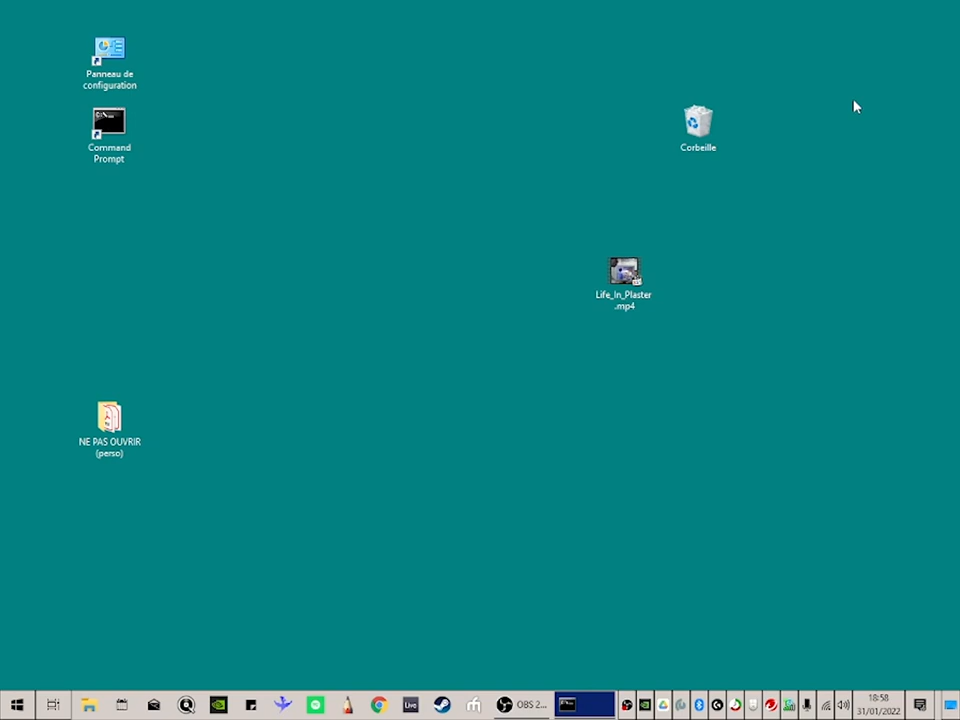 Panneau de
configuration
Command
Prompt
Corbeille
Life_In_Plaster
.mp4
NE PAS OUVRIR
(perso)
Live
OBS 2...
18:58
31/01/2022